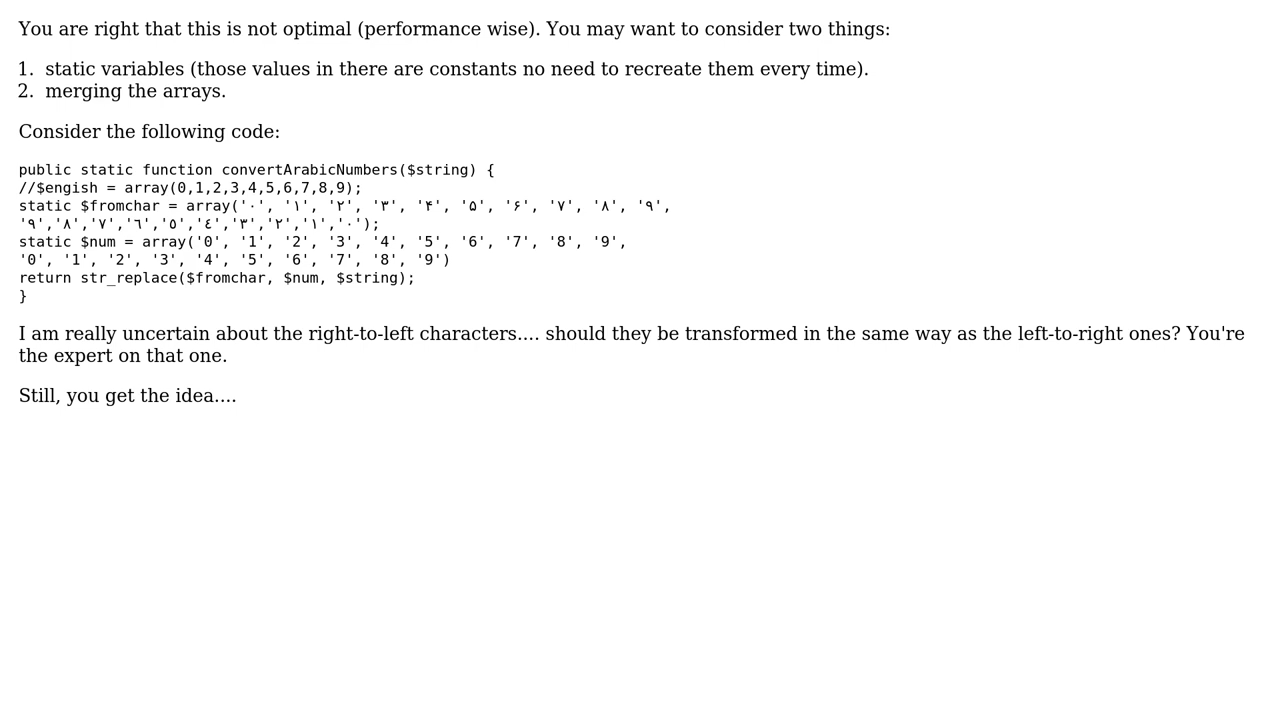 You are right that this is not optimal (performance wise). You may want to consider two things:
1. static variables (those values in there are constants no need to recreate them every time).
2. merging the arrays.
Consider the following code:
public static function convertArabicNumbers($string) {
//$engish = array(0,1,2,3,4,5,6,7,8,9);
static $fromchar = array('۰', '۱', '۲', '۳', '۴', '۵', '۶', '۷', '۸', '۹',
'٩','٨','٧','٦','٥','٤','٣','٢','١','٠');
static $num = array('0', '1', '2', '3', '4', '5', '6', '7', '8', '9',
'0', '1', '2', '3', '4', '5', '6', '7', '8', '9')
return str_replace($fromchar, $num, $string);
}
I am really uncertain about the right-to-left characters.... should they be transformed in the same way as the left-to-right ones? You're
the expert on that one.
Still, you get the idea....